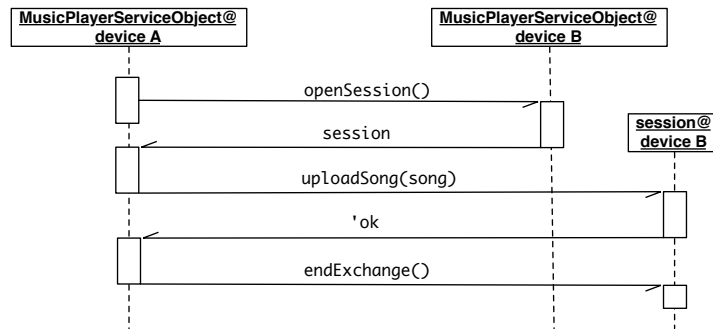 MusicPlayerServiceObject@
device A
MusicPlayerServiceObject@
device B
openSession()
session@
device B
session
uploadSong(song)
'ok
endExchange()